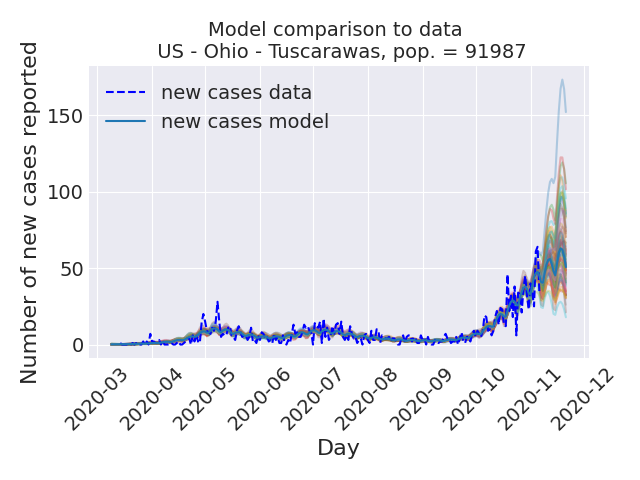 Model comparison to data
US - Ohio - Tuscarawas, pop. = 91987
Number of new cases reported
150
100
50
0
new cases data
new cases model
2020-03
2020-04
2020-05
2020-06
2020-07
2020-08
2020-09
2020-10
2020-11
2020-12
Day